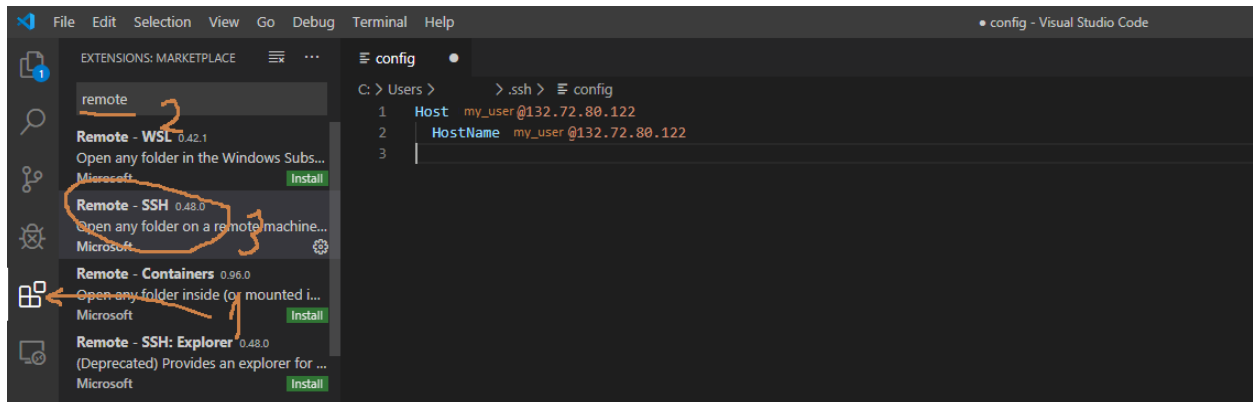 File Edit Selection View Go Debug Terminal Help
● config - Visual Studio Code
EXTENSIONS: MARKETPLACE
remote
2
Remote - WSL 0.42.1
Open any folder in the Windows Subs...
Microsoft
Install
Remote - SSH 0.48.0
Open any folder on a remote machine...
Microsoft
3
Remote - Containers 0.96.0
Open any folder inside (or mounted i...
Microsoft
Install
1
Remote - SSH: Explorer 0.48.0
(Deprecated) Provides an explorer for ...
Microsoft
Install
1
config ●
C: > Users > > .ssh > config
1 Host my_user@132.72.80.122
2 HostName my_user@132.72.80.122
3